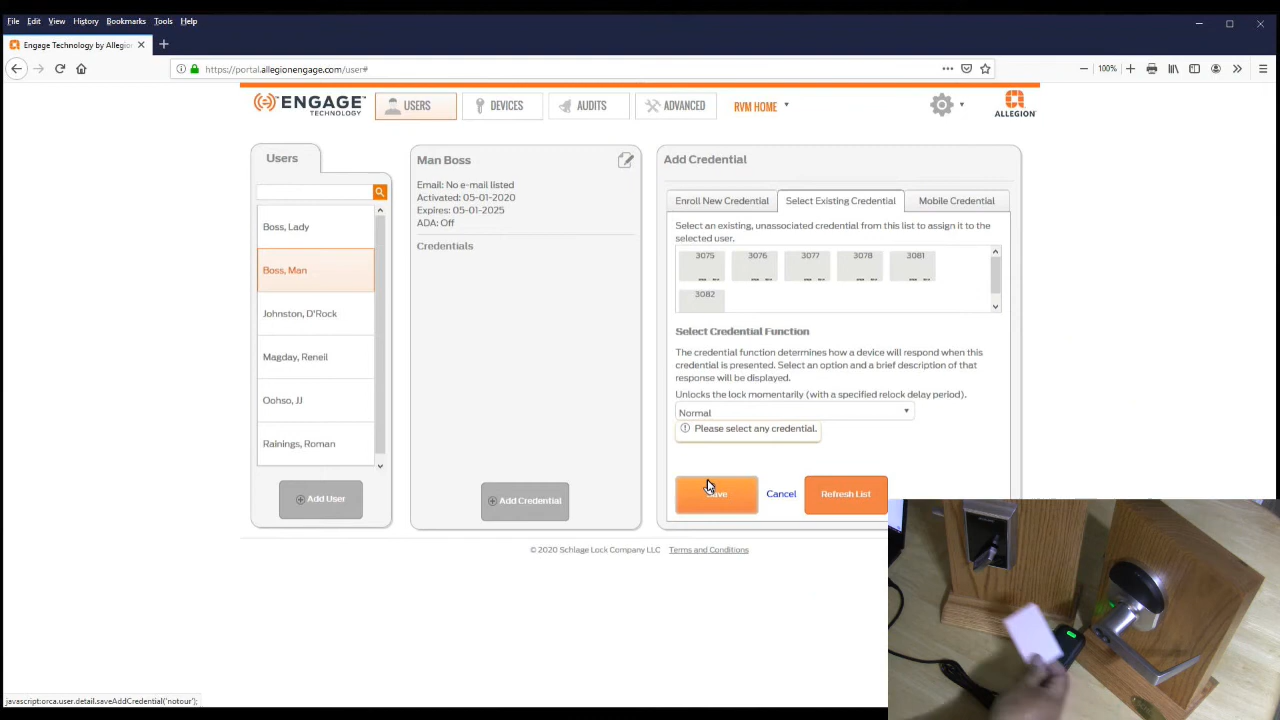 File Edit View History Bookmarks Tools Help
Engage Technology by Allegion
https://portal.allegionengage.com/user#
100%
ENGAGE TECHNOLOGY
USERS
DEVICES
AUDITS
ADVANCED
RVM HOME
ALLEGION
Users
Boss, Lady
Boss, Man
Johnston, D'Rock
Magday, Reneil
Oohso, JJ
Rainings, Roman
Add User
Man Boss
Email: No e-mail listed
Activated: 05-01-2020
Expires: 05-01-2025
ADA: Off
Credentials
Add Credential
Add Credential
Enroll New Credential
Select Existing Credential
Mobile Credential
Select an existing, unassociated credential from this list to assign it to the
selected user.
3075 3076 3077 3078 3081
3082
Select Credential Function
The credential function determines how a device will respond when this
credential is presented. Select an option and a brief description of that
response will be displayed.
Unlocks the lock momentarily (with a specified relock delay period).
Normal
Please select any credential.
Save
Cancel
Refresh List
© 2020 Schlage Lock Company LLC Terms and Conditions
javascript:orca.user.detail.saveAddCredential('notour');